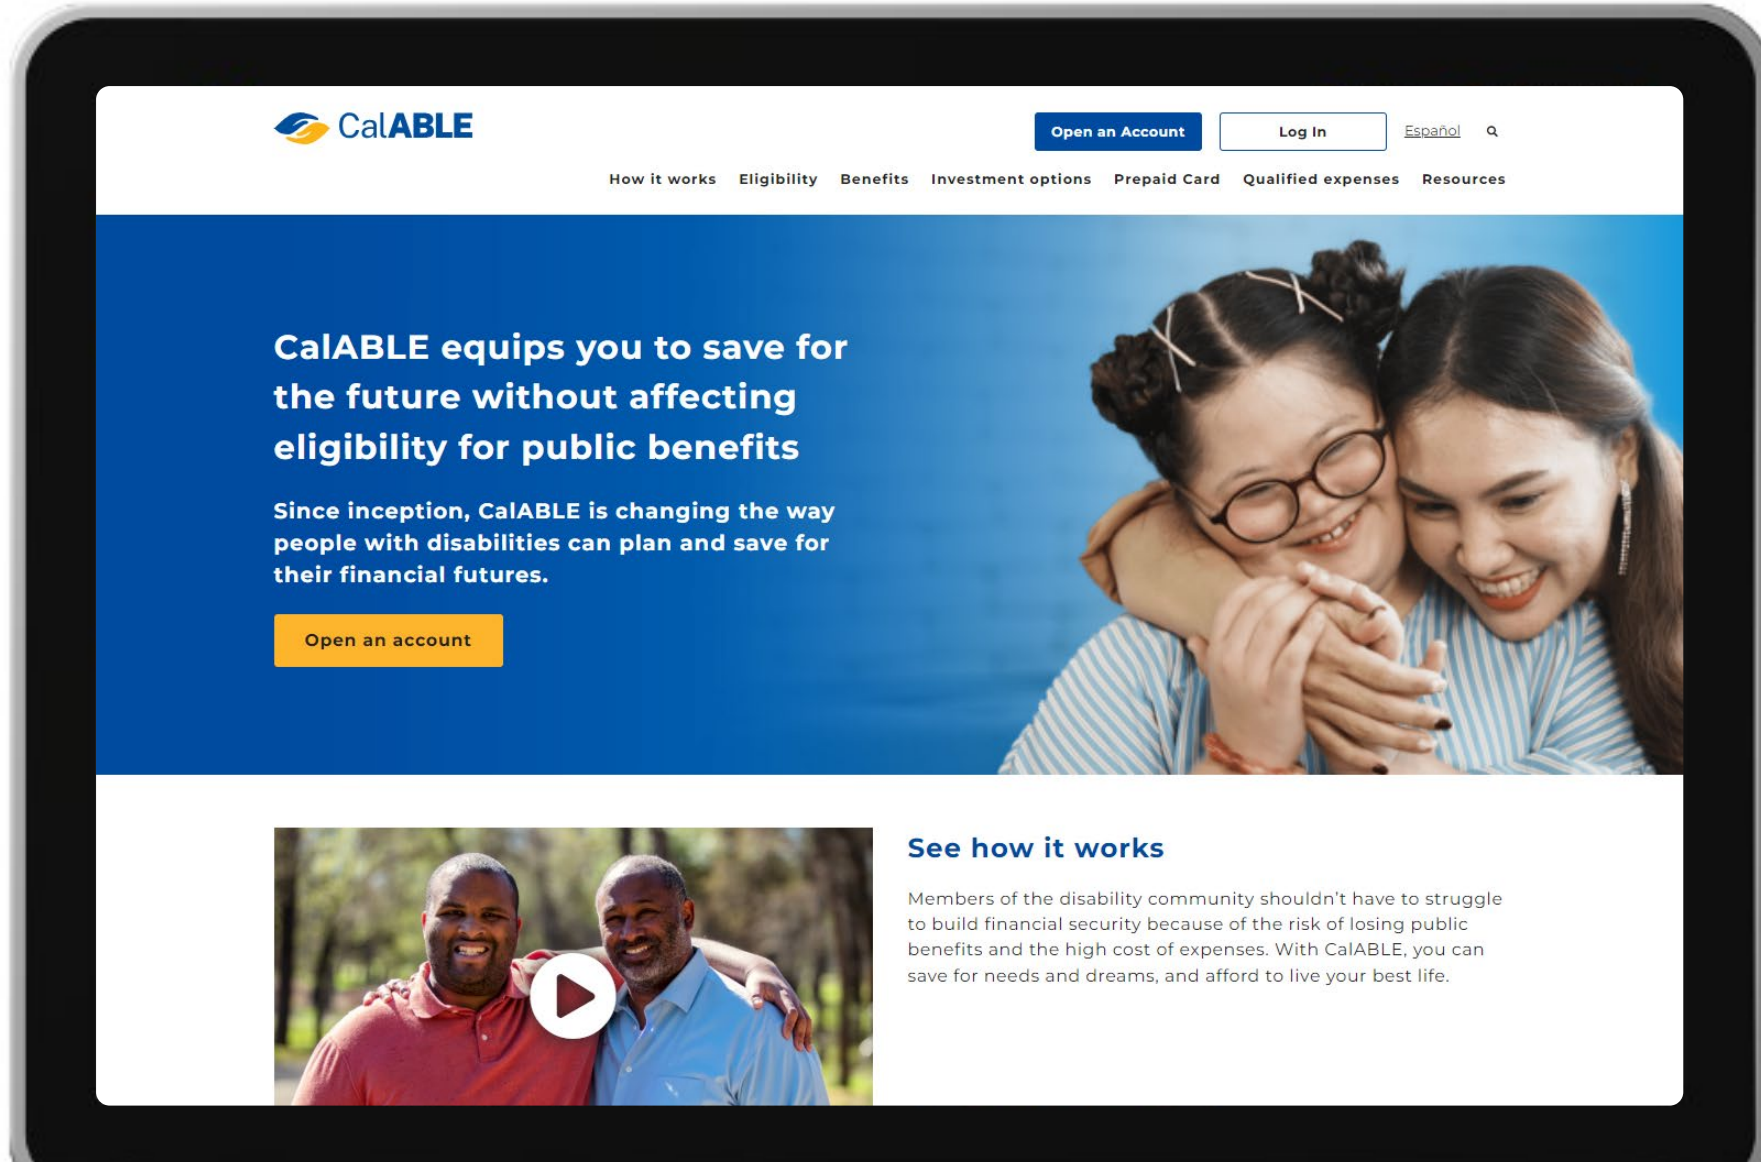 CalABLE
Open an Account
Log In
Español
How it works
Eligibility
Benefits
Investment options
Prepaid Card
Qualified expenses
Resources
CalABLE equips you to save for
the future without affecting
eligibility for public benefits
Since inception, CalABLE is changing the way
people with disabilities can plan and save for
their financial futures.
Open an account
See how it works
Members of the disability community shouldn’t have to struggle
to build financial security because of the risk of losing public
benefits and the high cost of expenses. With CalABLE, you can
save for needs and dreams, and afford to live your best life.